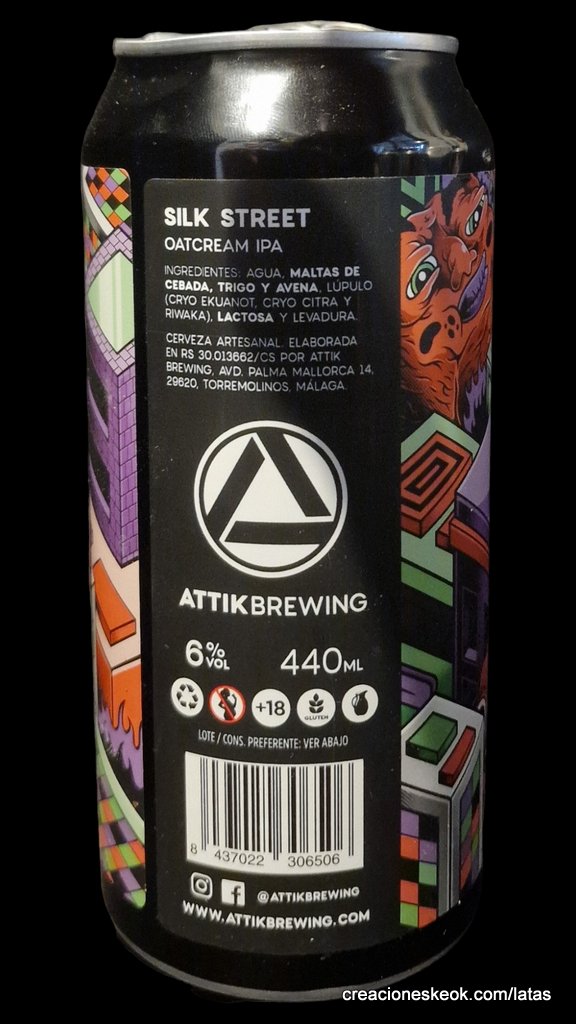 SILK STREET
OATCREAM IPA
INGREDIENTES: AGUA, MALTAS DE
CEBADA, TRIGO Y AVENA, LÚPULO
(CRYO EKUANOT, CRYO CITRA Y
RIWAKA), LACTOSA Y LEVADURA.
CERVEZA ARTESANAL. ELABORADA
EN RS 30.013662/CS POR ATTIK
BREWING, AVD. PALMA MALLORCA 14,
29620, TORREMOLINOS, MÁLAGA.
ATTIKBREWING
6% VOL 440ML
+18 GLUTEN
LOTE / CONS. PREFERENTE: VER ABAJO
8 437022 306506
@ATTIKBREWING
WWW.ATTIKBREWING.COM
creacioneskeok.com/latas